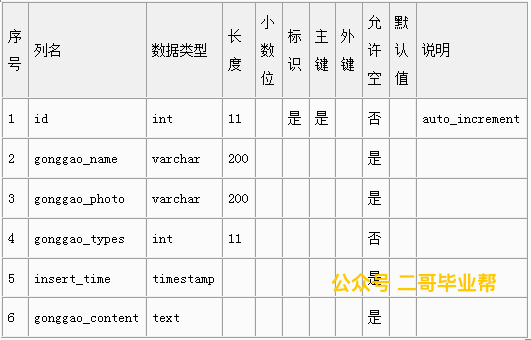 序号 列名 数据类型 长度 小数位 标识 主键 外键 允许空 默认值 说明
1 id int 11 是 是 否 auto_increment
2 gonggao_name varchar 200 是
3 gonggao_photo varchar 200 是
4 gonggao_types int 11 否
5 insert_time timestamp 是
公众号 二哥毕业帮
6 gonggao_content text 是